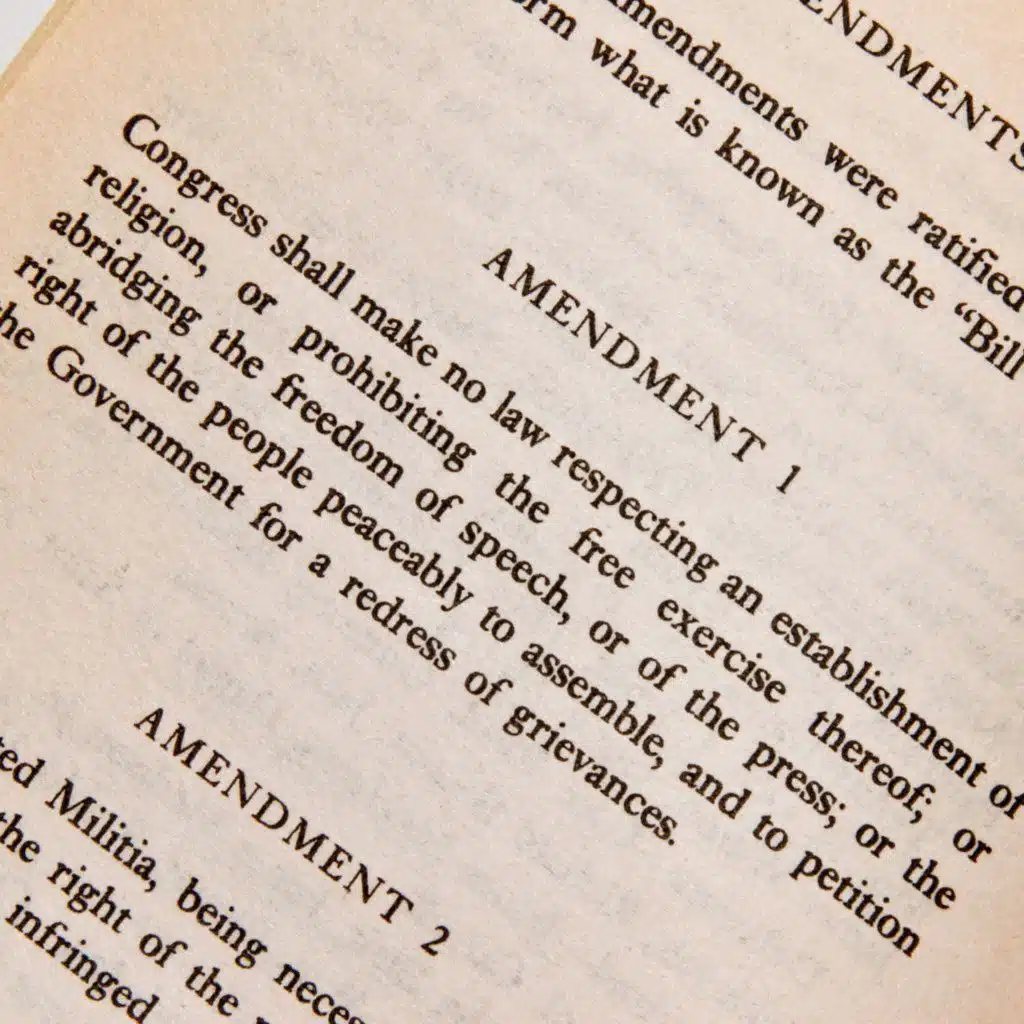 ENDMENTS
mendments were ratified
rm what is known as the “Bill
AMENDMENT 1
Congress shall make no law respecting an establishment of
religion, or prohibiting the free exercise thereof; or
abridging the freedom of speech, or of the press; or the
right of the people peaceably to assemble, and to petition
the Government for a redress of grievances.
AMENDMENT 2
ted Militia, being neces
the right of the
infringed